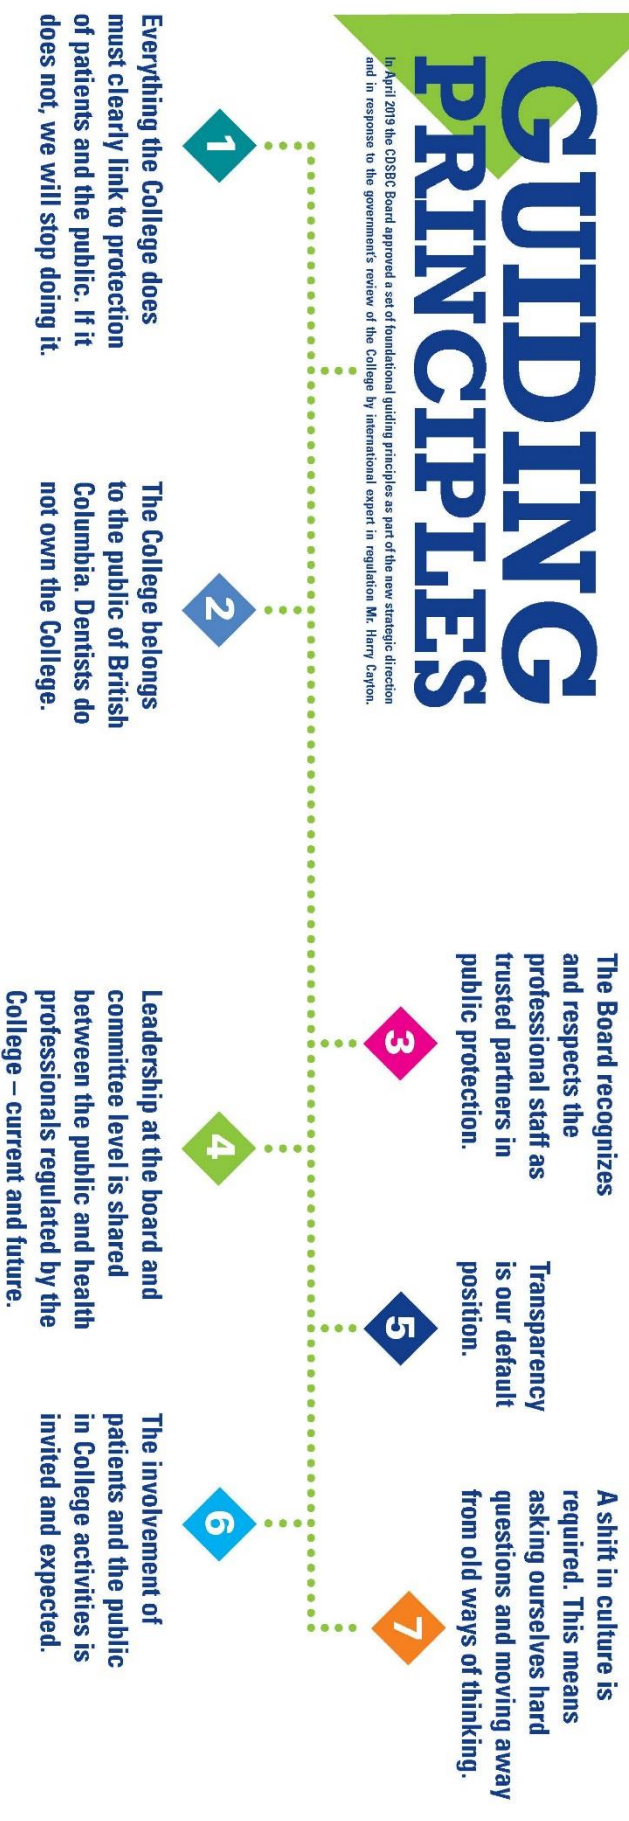 GUIDING
PRINCIPLES
In April 2019 the CDSBC Board approved a set of foundational guiding principles as part of the new strategic direction
and in response to the government's review of the College by international expert in regulation Mr. Harry Cayton.
1
Everything the College does
must clearly link to protection
of patients and the public. If it
does not, we will stop doing it.
2
The College belongs
to the public of British
Columbia. Dentists do
not own the College.
The Board recognizes
and respects the
professional staff as
trusted partners in
public protection.
3
4
Leadership at the board and
committee level is shared
between the public and health
professionals regulated by the
College – current and future.
Transparency
is our default
position.
5
6
The involvement of
patients and the public
in College activities is
invited and expected.
A shift in culture is
required. This means
asking ourselves hard
questions and moving away
from old ways of thinking.
7